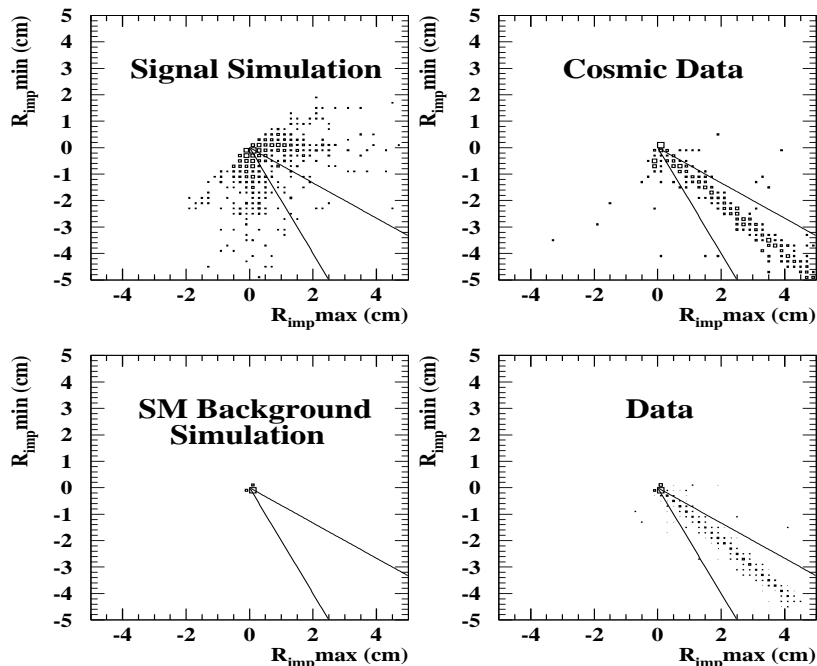 Signal Simulation
R_imp min (cm)
5
4
3
2
1
0
-1
-2
-3
-4
-5
-4 -2 0 2 4
R_imp max (cm)
Cosmic Data
R_imp min (cm)
5
4
3
2
1
0
-1
-2
-3
-4
-5
-4 -2 0 2 4
R_imp max (cm)
SM Background
Simulation
R_imp min (cm)
5
4
3
2
1
0
-1
-2
-3
-4
-5
-4 -2 0 2 4
R_imp max (cm)
Data
R_imp min (cm)
5
4
3
2
1
0
-1
-2
-3
-4
-5
-4 -2 0 2 4
R_imp max (cm)